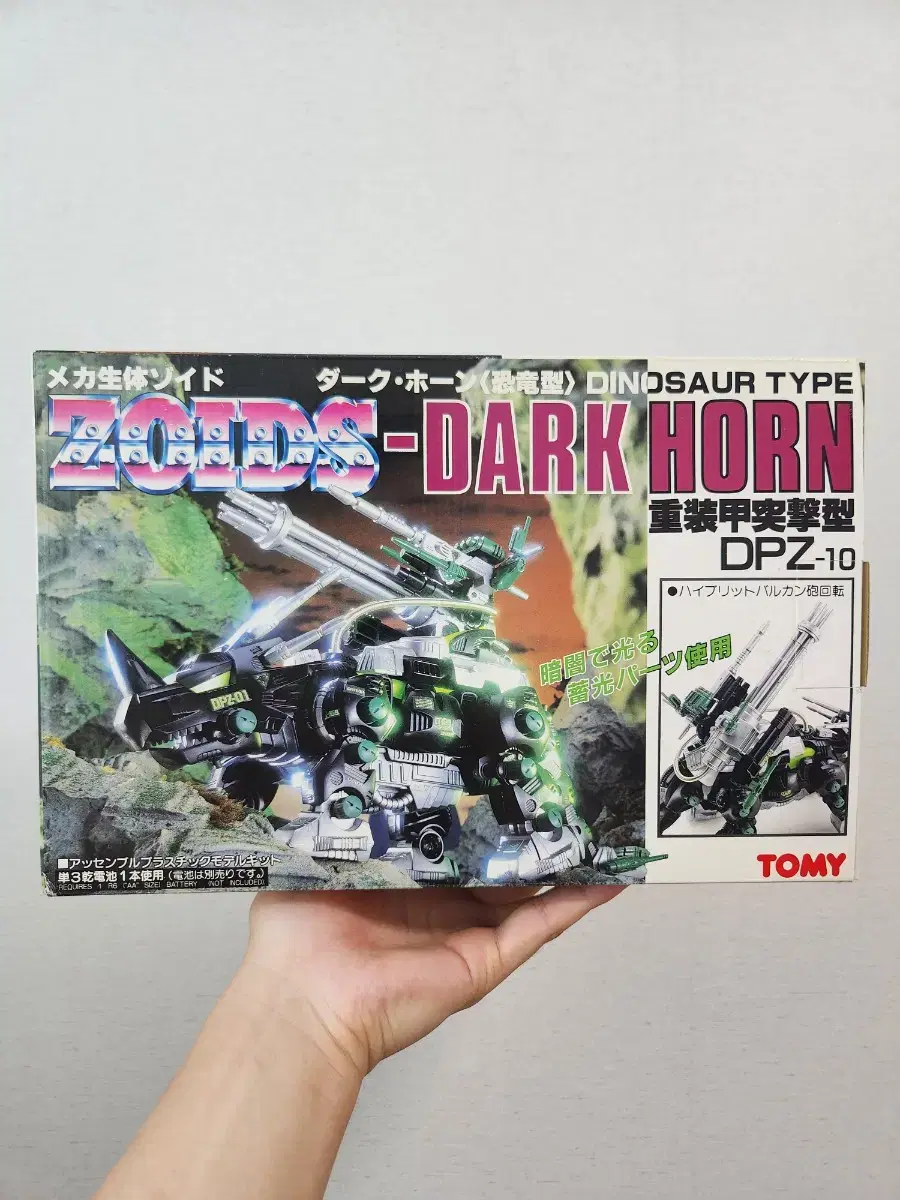 メカ生体ゾイド
ダーク・ホーン〈恐竜型〉DINOSAUR TYPE
ZOIDS-DARK HORN
重装甲突撃型
DPZ-10
●ハイブリットバルカン砲回転
暗闇で光る
蓄光パーツ使用
DPZ-01
■アッセンブルプラスチックモデルキット
単3乾電池1本使用(電池は別売りです。)
REQUIRES 1 R6 ("AA" SIZE) BATTERY (NOT INCLUDED)
TOMY